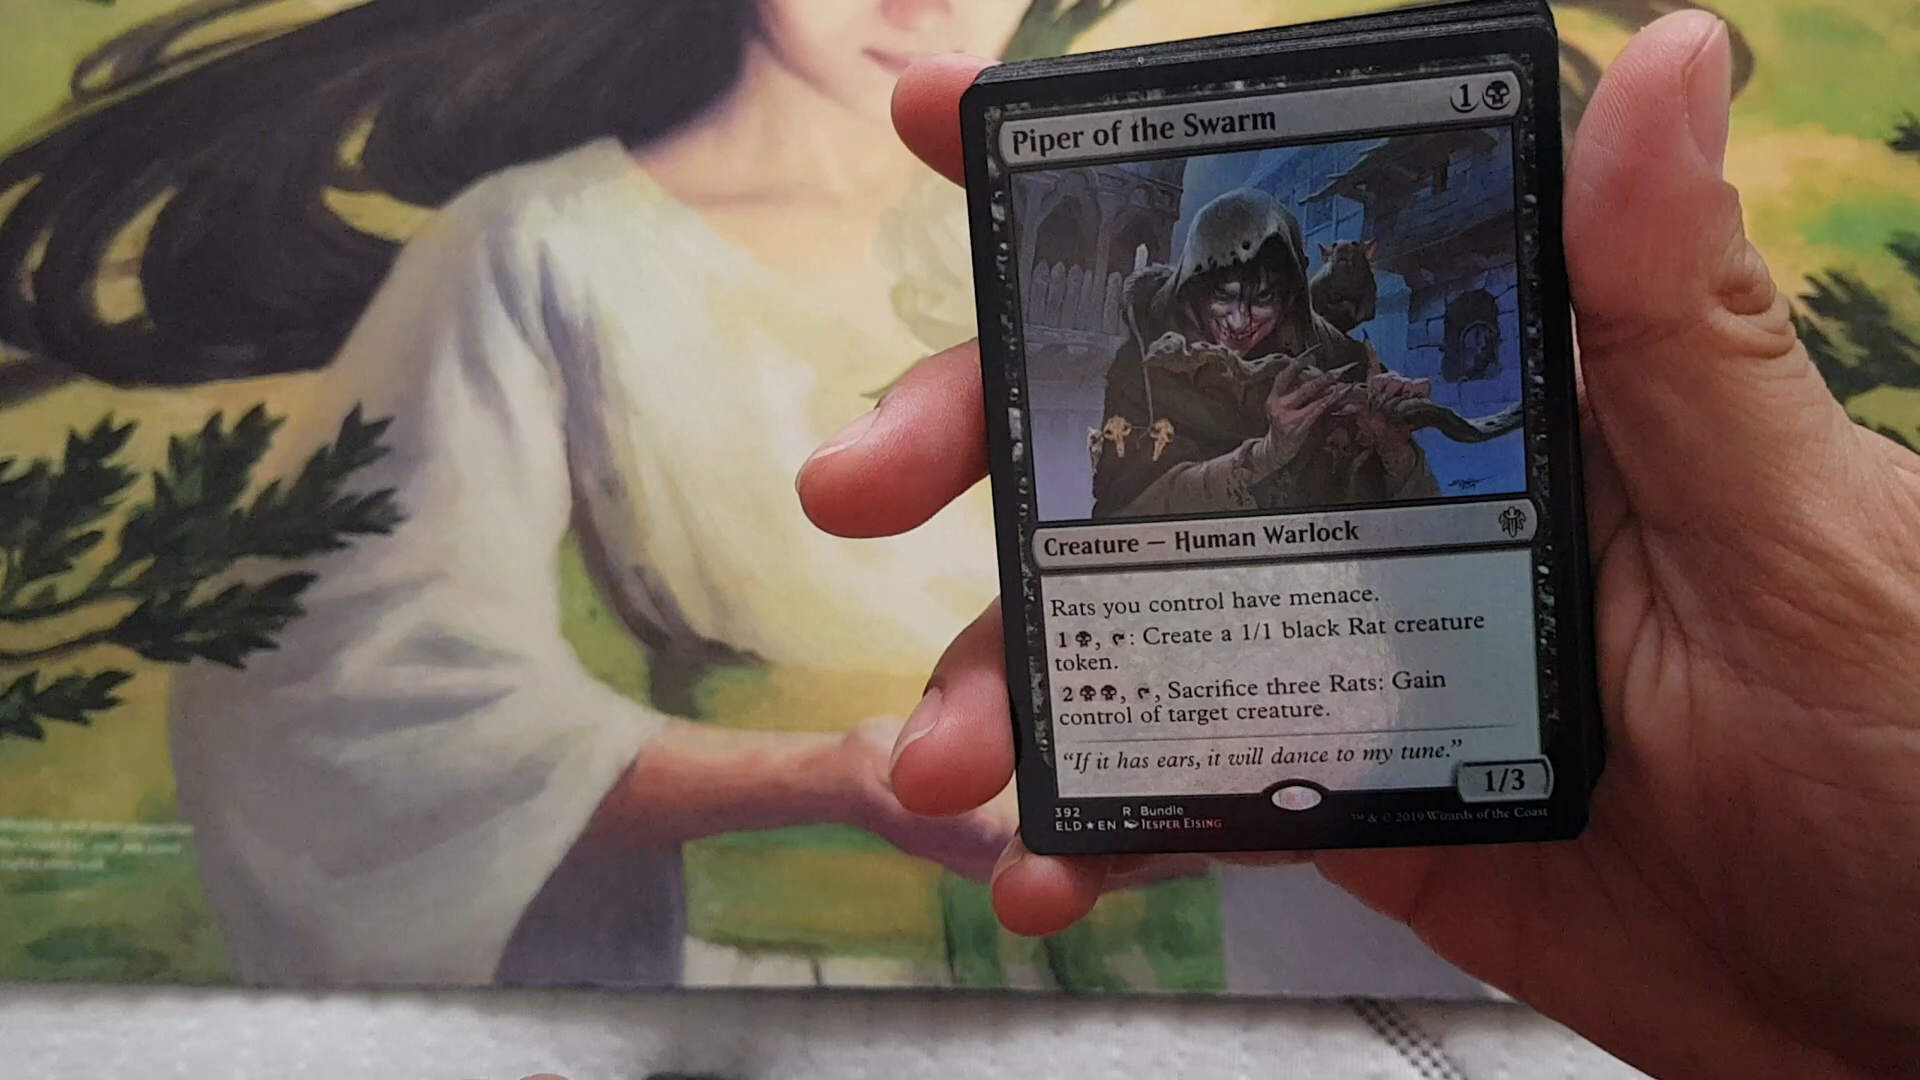 Piper of the Swarm
1
Creature — Human Warlock
Rats you control have menace.
1, : Create a 1/1 black Rat creature
token.
2, , Sacrifice three Rats: Gain
control of target creature.
“If it has ears, it will dance to my tune.”
1/3
392 R Bundle
ELD ★ EN JESPER EJSING
™ & © 2019 Wizards of the Coast